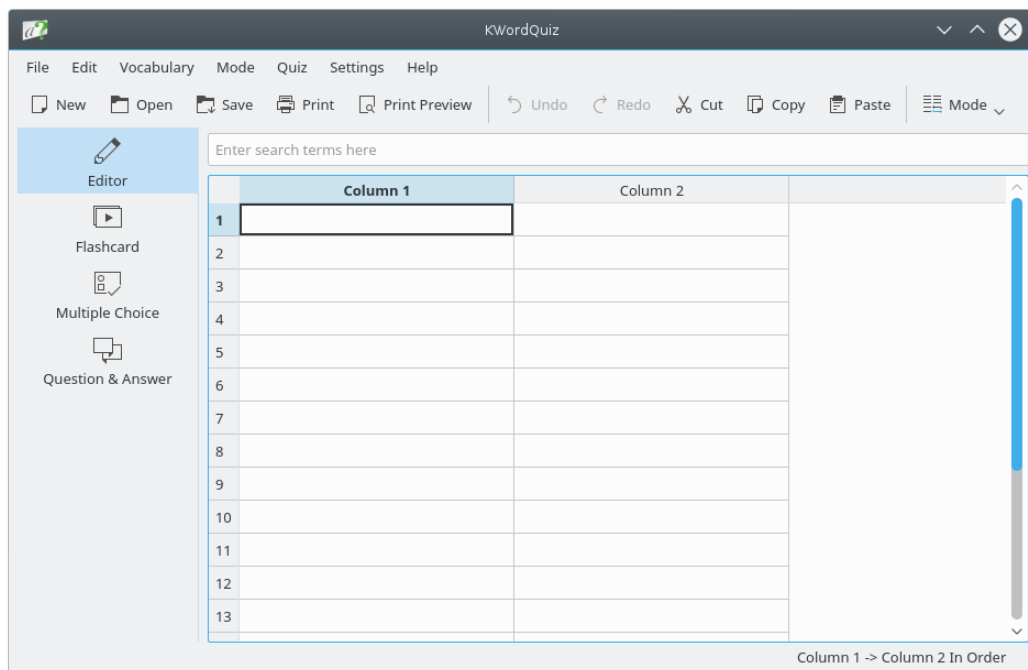 KWordQuiz
File Edit Vocabulary Mode Quiz Settings Help
New Open Save Print Print Preview Undo Redo Cut Copy Paste Mode
Editor
Flashcard
Multiple Choice
Question & Answer
Enter search terms here
Column 1 Column 2
1
2
3
4
5
6
7
8
9
10
11
12
13
Column 1 -> Column 2 In Order